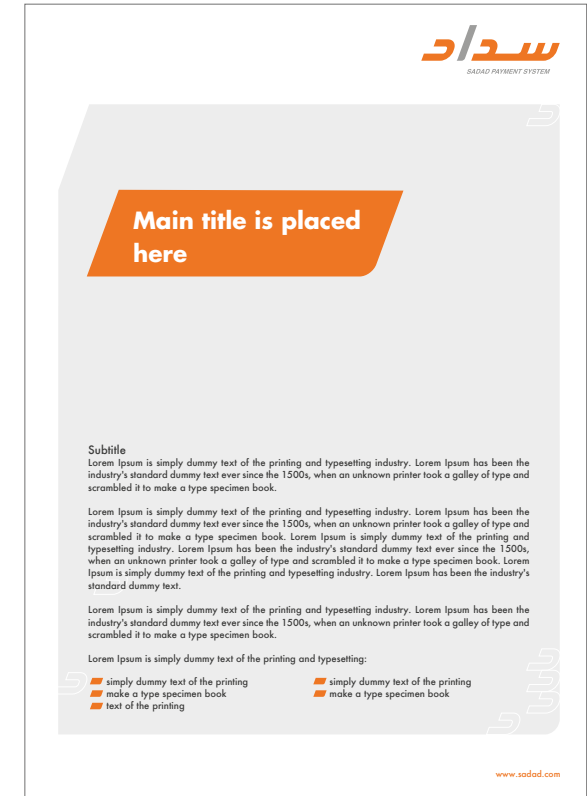 سداد
SADAD PAYMENT SYSTEM
Main title is placed
here
Subtitle
Lorem Ipsum is simply dummy text of the printing and typesetting industry. Lorem Ipsum has been the
industry's standard dummy text ever since the 1500s, when an unknown printer took a galley of type and
scrambled it to make a type specimen book.
Lorem Ipsum is simply dummy text of the printing and typesetting industry. Lorem Ipsum has been the
industry's standard dummy text ever since the 1500s, when an unknown printer took a galley of type and
scrambled it to make a type specimen book. Lorem Ipsum is simply dummy text of the printing and
typesetting industry. Lorem Ipsum has been the industry's standard dummy text ever since the 1500s,
when an unknown printer took a galley of type and scrambled it to make a type specimen book. Lorem
Ipsum is simply dummy text of the printing and typesetting industry. Lorem Ipsum has been the industry's
standard dummy text.
Lorem Ipsum is simply dummy text of the printing and typesetting industry. Lorem Ipsum has been the
industry's standard dummy text ever since the 1500s, when an unknown printer took a galley of type and
scrambled it to make a type specimen book.
Lorem Ipsum is simply dummy text of the printing and typesetting:
simply dummy text of the printing
make a type specimen book
text of the printing
simply dummy text of the printing
make a type specimen book
www.sadad.com